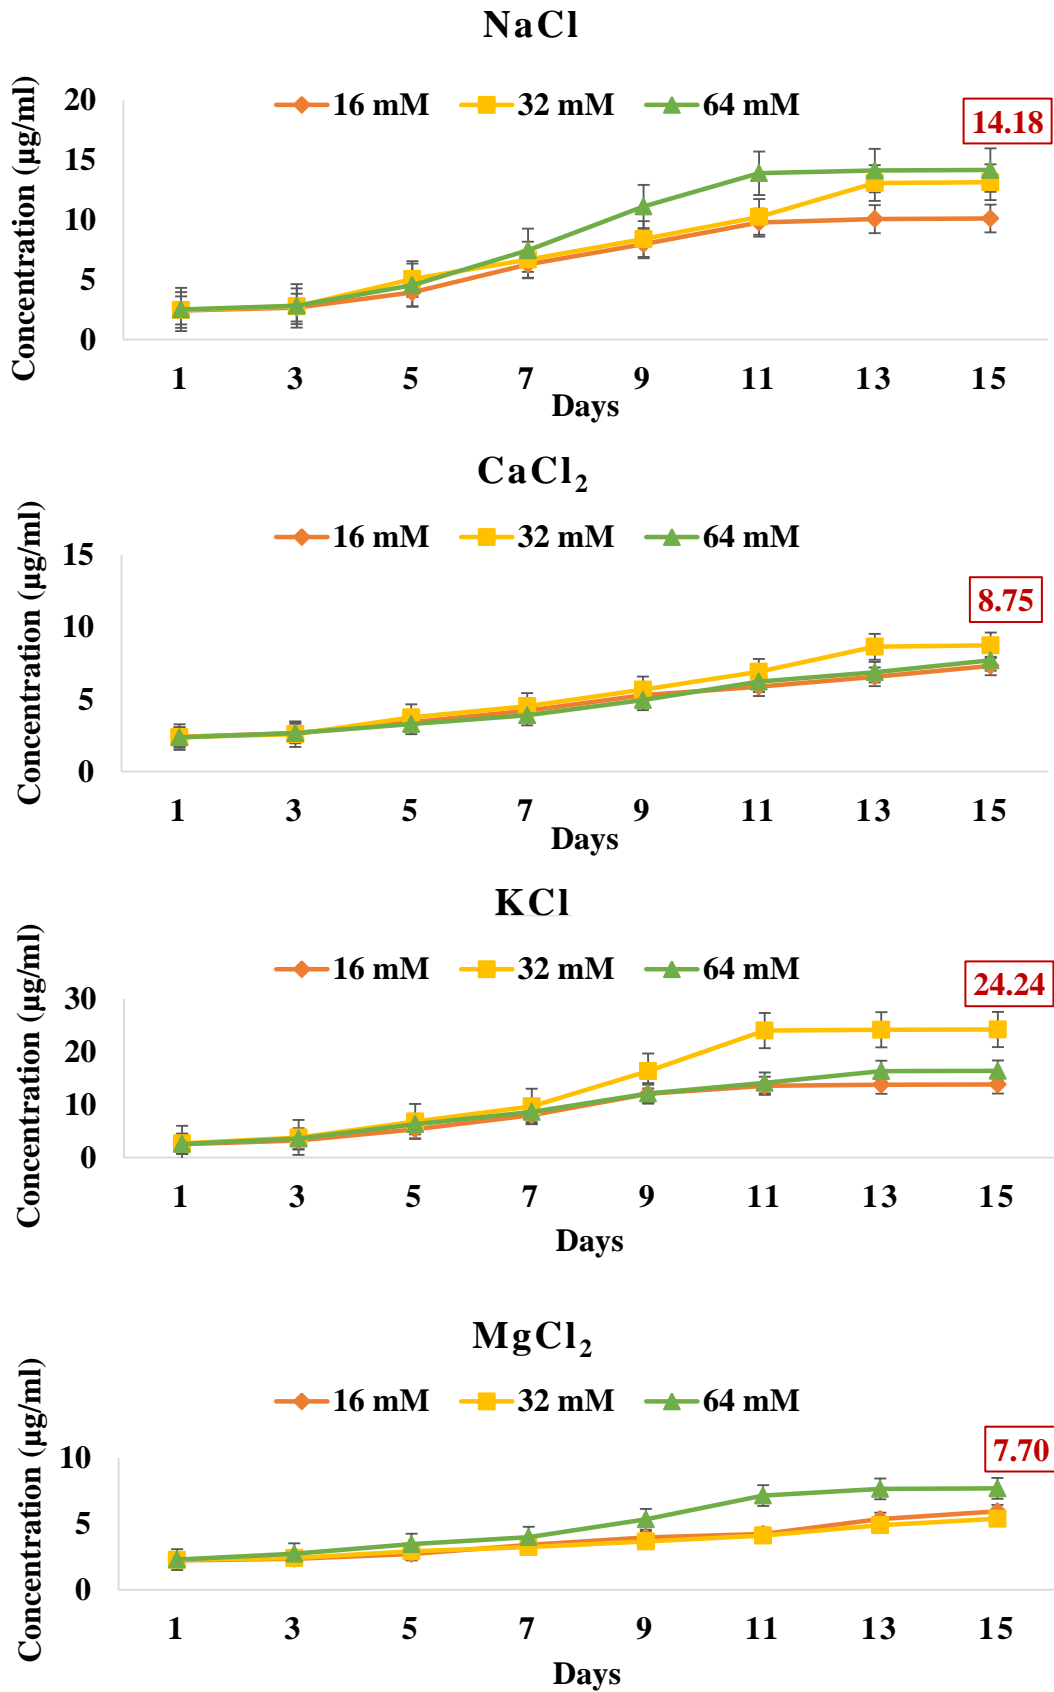 NaCl
Concentration (µg/ml)
16 mM 32 mM 64 mM
14.18
20
15
10
5
0
1 3 5 7 9 11 13 15
Days
CaCl₂
Concentration (µg/ml)
16 mM 32 mM 64 mM
8.75
15
10
5
0
1 3 5 7 9 11 13 15
Days
KCl
Concentration (µg/ml)
16 mM 32 mM 64 mM
24.24
30
20
10
0
1 3 5 7 9 11 13 15
Days
MgCl₂
Concentration (µg/ml)
16 mM 32 mM 64 mM
7.70
10
5
0
1 3 5 7 9 11 13 15
Days